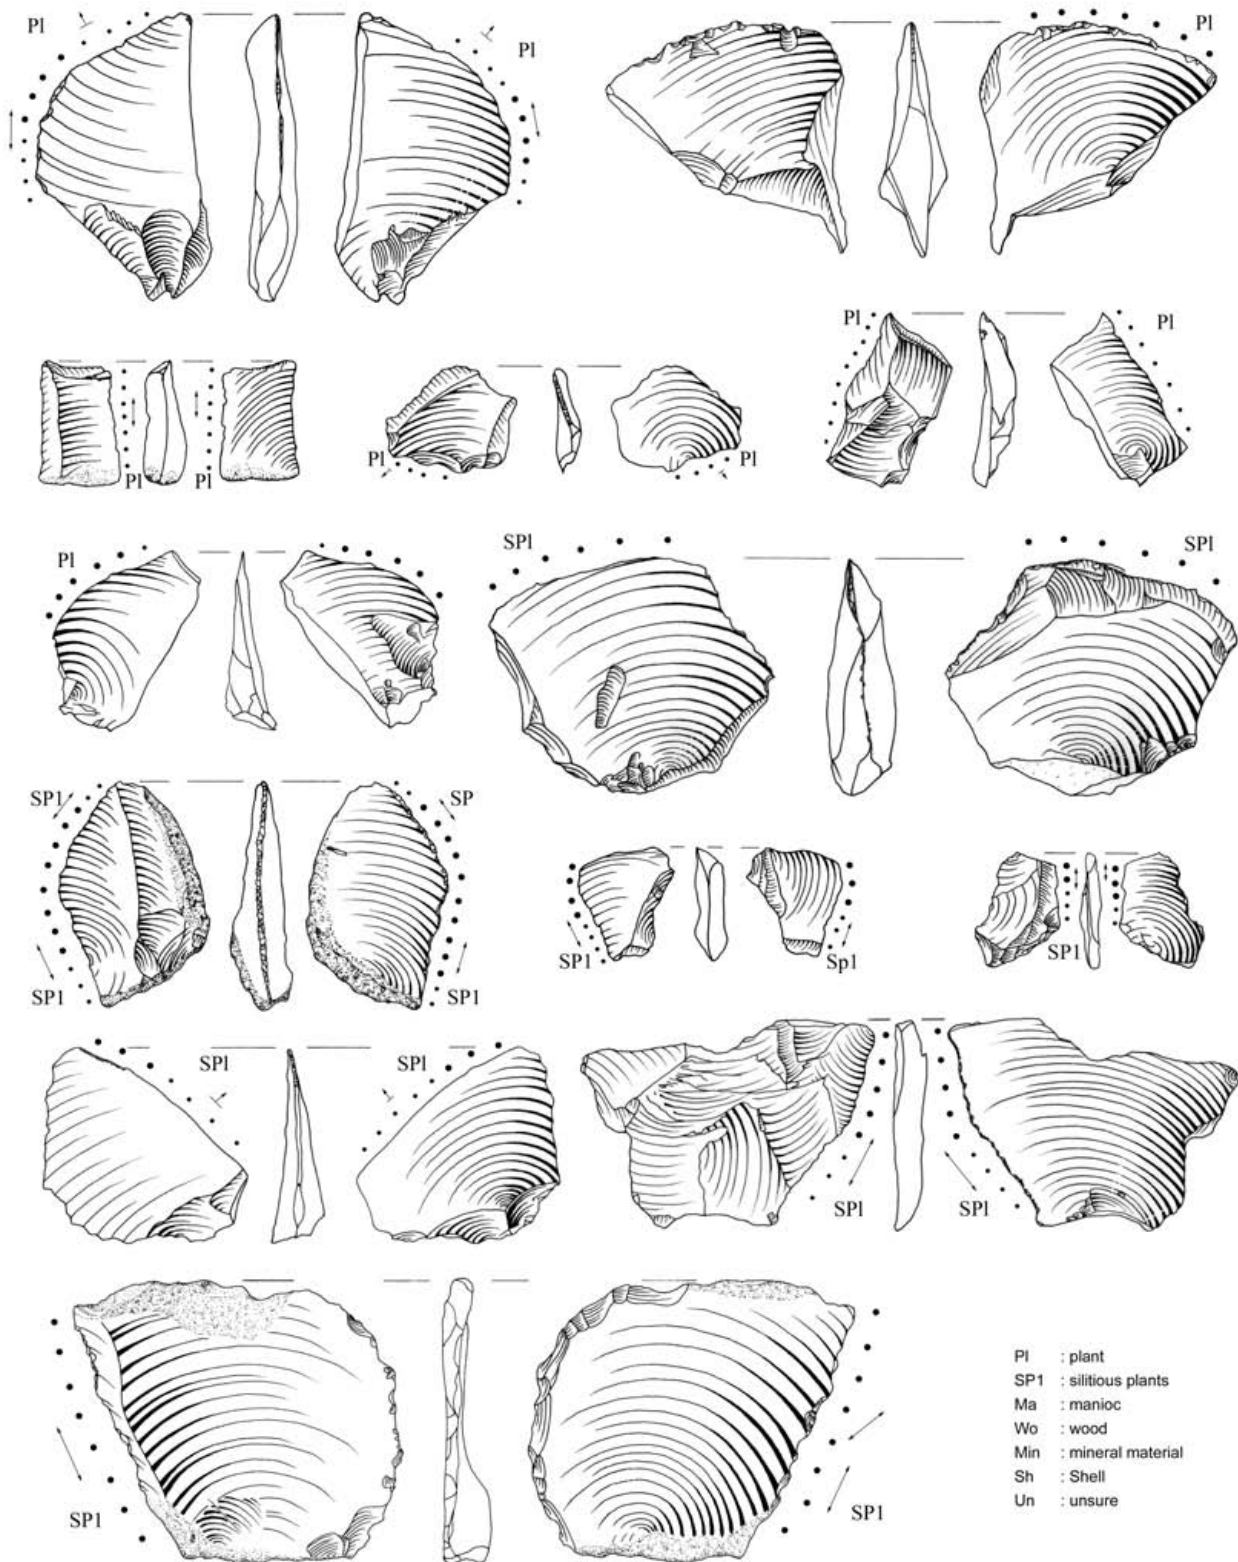 Pl
Pl
Pl
Pl
Pl
Pl
Pl
Pl
Pl
Pl
SPl
SPl
SP1
SP
SP1
SP1
SP1
Sp1
SP1
SPl
SPl
SPl
SPl
SP1
SP1
Pl : plant
SP1 : silitious plants
Ma : manioc
Wo : wood
Min : mineral material
Sh : Shell
Un : unsure